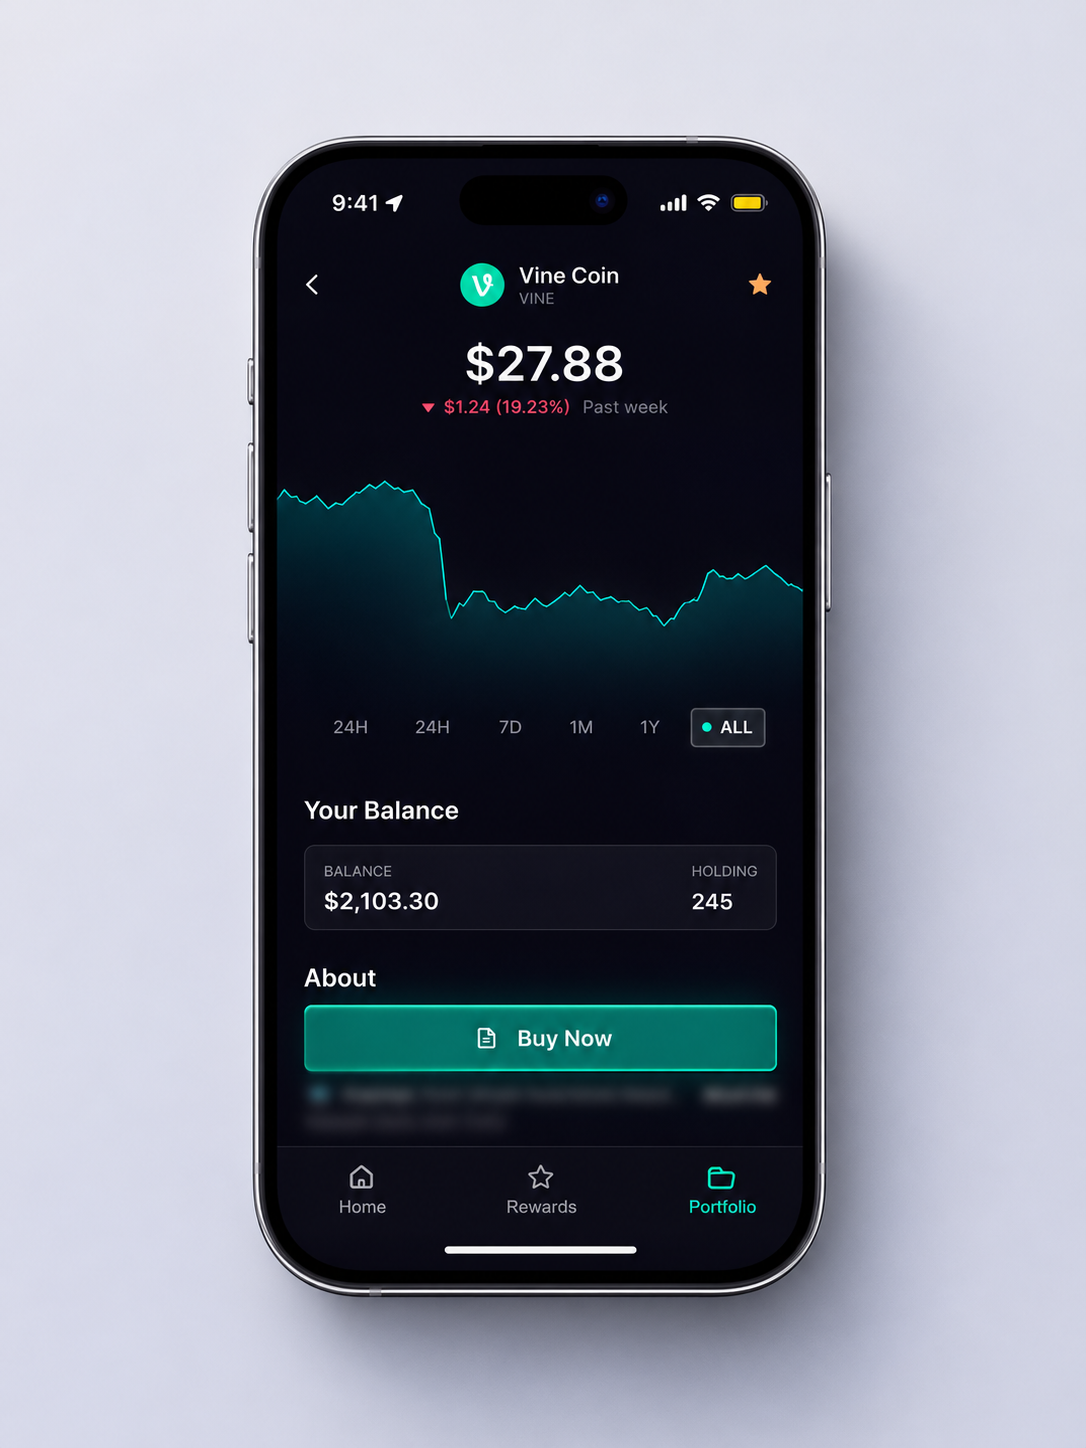 9:41
Vine Coin
VINE
$27.88
$1.24 (19.23%) Past week
24H 24H 7D 1M 1Y ALL
Your Balance
BALANCE HOLDING
$2,103.30 245
About
Buy Now
Home Rewards Portfolio